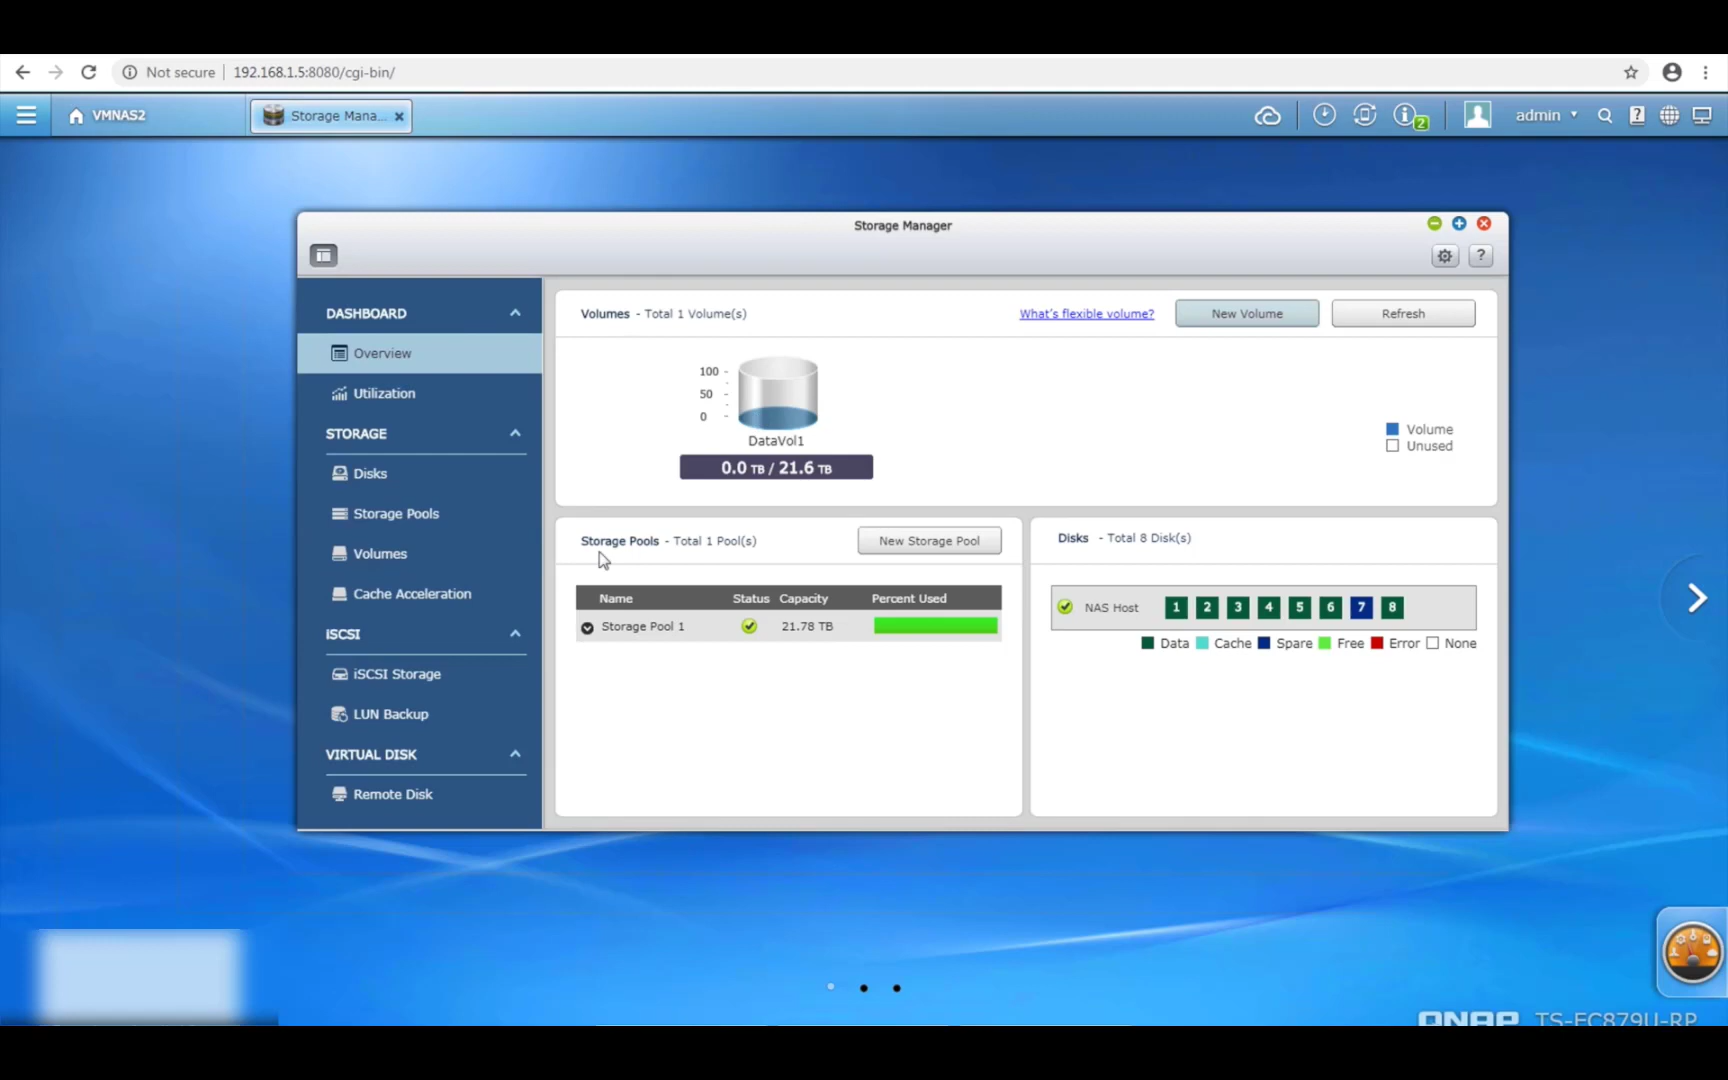 Not secure
192.168.1.5:8080/cgi-bin/
VMNAS2
Storage Mana...
2
admin
Storage Manager
?
DASHBOARD
Overview
Utilization
STORAGE
Disks
Storage Pools
Volumes
Cache Acceleration
iSCSI
iSCSI Storage
LUN Backup
VIRTUAL DISK
Remote Disk
Volumes - Total 1 Volume(s)
What's flexible volume?
New Volume
Refresh
100
50
0
DataVol1
0.0 TB / 21.6 TB
Volume
Unused
Storage Pools - Total 1 Pool(s)
New Storage Pool
Name Status Capacity Percent Used
Storage Pool 1 21.78 TB
Disks - Total 8 Disk(s)
NAS Host 1 2 3 4 5 6 7 8
Data Cache Spare Free Error None
QNAP TS-EC879U-RP